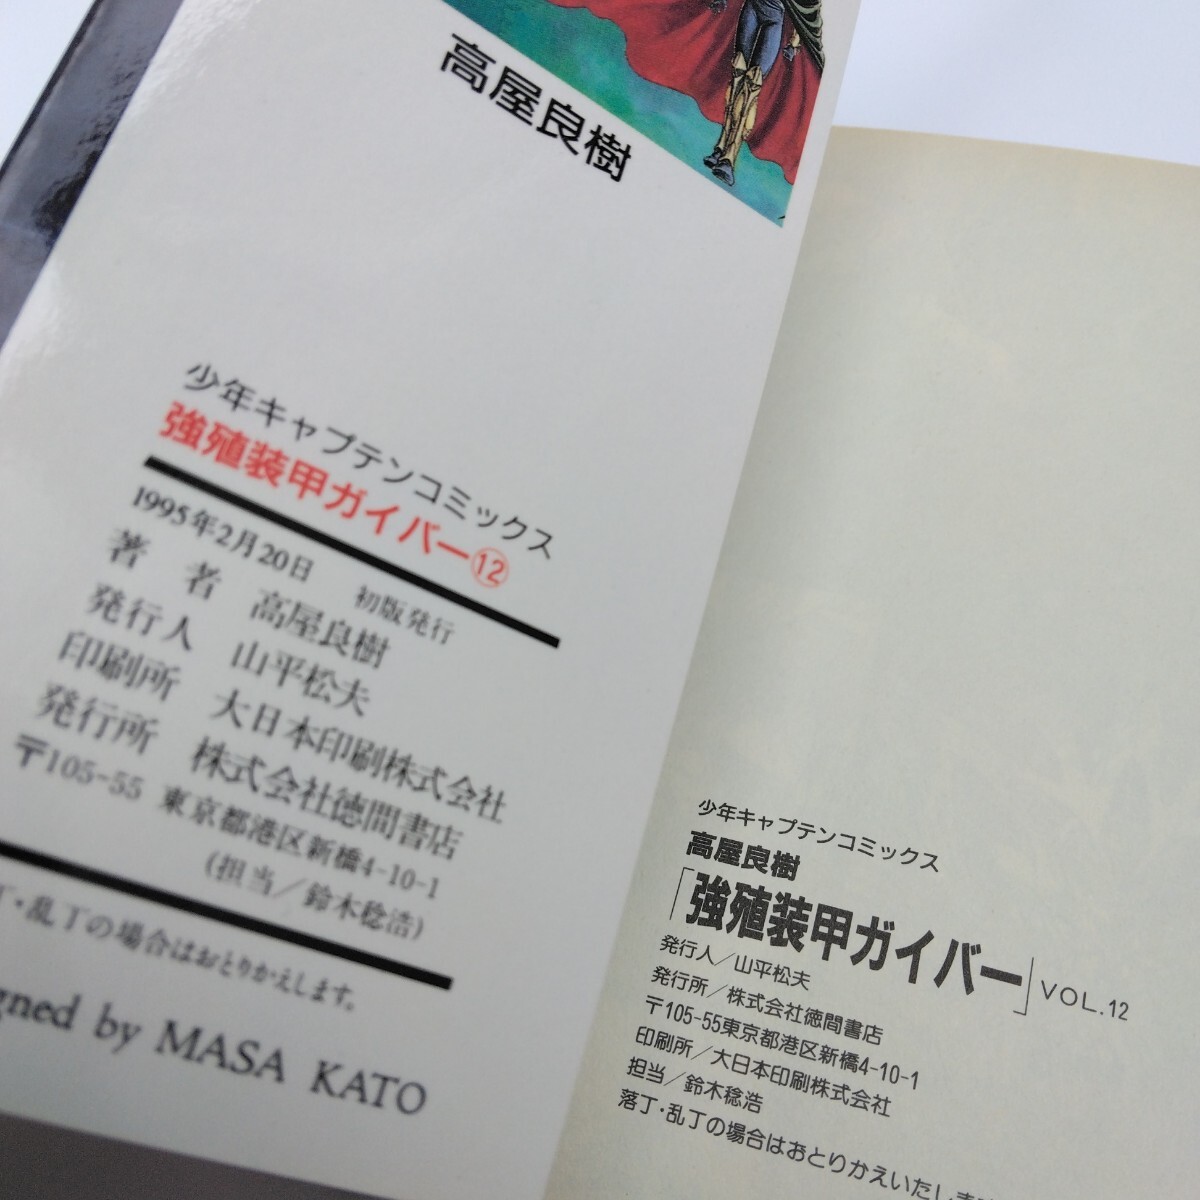 高屋良樹
少年キャプテンコミックス
強殖装甲ガイバー⑫
1995年2月20日 初版発行
著者 高屋良樹
発行人 山平松夫
印刷所 大日本印刷株式会社
発行所 株式会社徳間書店
〒105-55 東京都港区新橋4-10-1
(担当/鈴木稔浩)
丁・乱丁の場合はおとりかえします。
gned by MASA KATO
少年キャプテンコミックス
高屋良樹
「強殖装甲ガイバー」VOL.12
発行人/山平松夫
発行所/株式会社徳間書店
〒105-55東京都港区新橋4-10-1
印刷所/大日本印刷株式会社
担当/鈴木稔浩
落丁・乱丁の場合はおとりかえいたしま